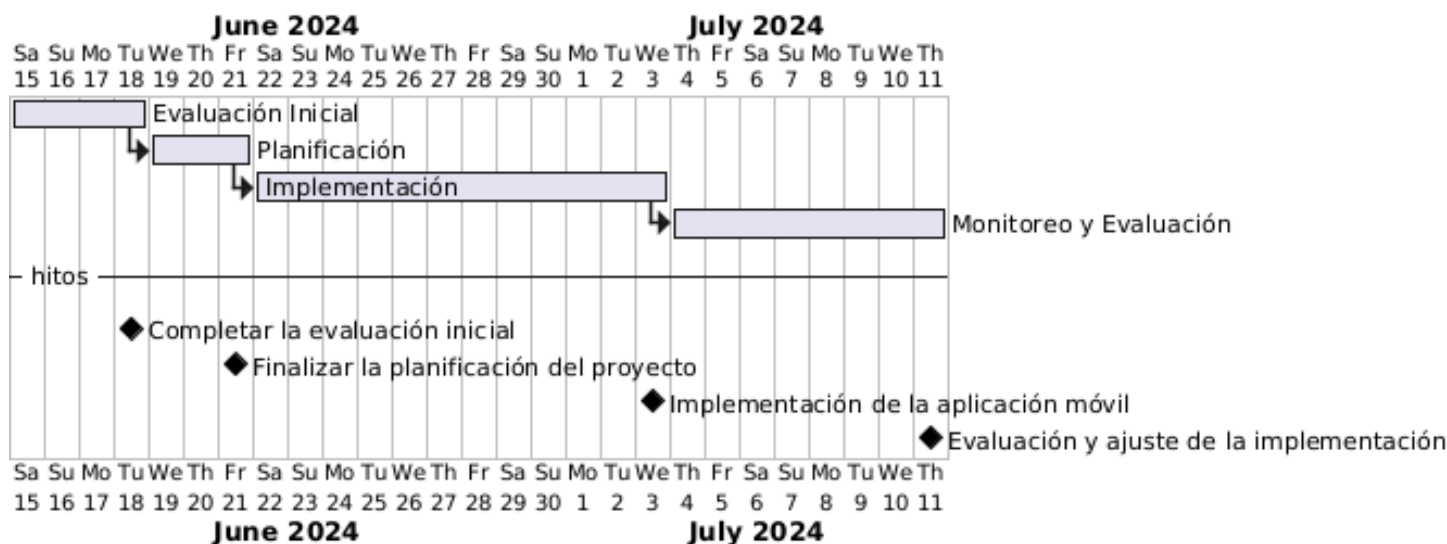 June 2024 July 2024
Sa Su Mo Tu We Th Fr Sa Su Mo Tu We Th Fr Sa Su Mo Tu We Th Fr Sa Su Mo Tu We Th
15 16 17 18 19 20 21 22 23 24 25 26 27 28 29 30 1 2 3 4 5 6 7 8 9 10 11
Evaluación Inicial
Planificación
Implementación
Monitoreo y Evaluación
hitos
Completar la evaluación inicial
Finalizar la planificación del proyecto
Implementación de la aplicación móvil
Evaluación y ajuste de la implementación
Sa Su Mo Tu We Th Fr Sa Su Mo Tu We Th Fr Sa Su Mo Tu We Th Fr Sa Su Mo Tu We Th
15 16 17 18 19 20 21 22 23 24 25 26 27 28 29 30 1 2 3 4 5 6 7 8 9 10 11
June 2024 July 2024